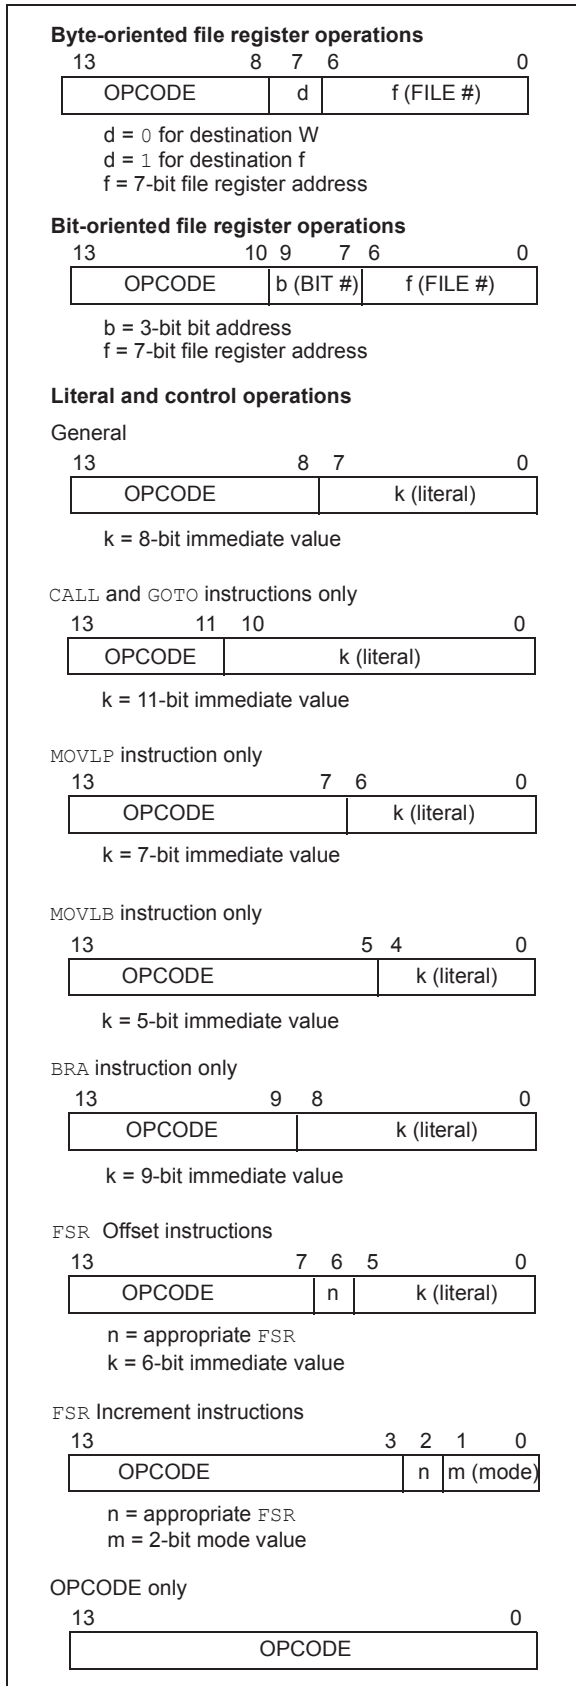 Byte-oriented file register operations
13 8 7 6 0
OPCODE d f (FILE #)
d = 0 for destination W
d = 1 for destination f
f = 7-bit file register address
Bit-oriented file register operations
13 10 9 7 6 0
OPCODE b (BIT #) f (FILE #)
b = 3-bit bit address
f = 7-bit file register address
Literal and control operations
General
13 8 7 0
OPCODE k (literal)
k = 8-bit immediate value
CALL and GOTO instructions only
13 11 10 0
OPCODE k (literal)
k = 11-bit immediate value
MOVLP instruction only
13 7 6 0
OPCODE k (literal)
k = 7-bit immediate value
MOVLB instruction only
13 5 4 0
OPCODE k (literal)
k = 5-bit immediate value
BRA instruction only
13 9 8 0
OPCODE k (literal)
k = 9-bit immediate value
FSR Offset instructions
13 7 6 5 0
OPCODE n k (literal)
n = appropriate FSR
k = 6-bit immediate value
FSR Increment instructions
13 3 2 1 0
OPCODE n m (mode)
n = appropriate FSR
m = 2-bit mode value
OPCODE only
13 0
OPCODE